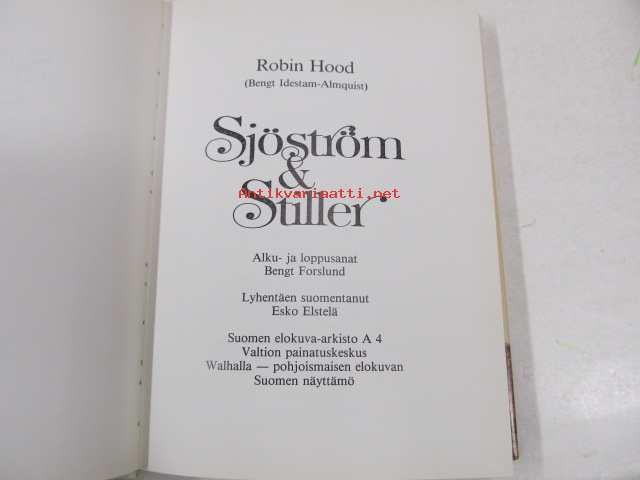 Robin Hood
(Bengt Idestam-Almquist)
Sjöström
&
Antikvariaatti.net
Stiller
Alku- ja loppusanat
Bengt Forslund
Lyhentäen suomentanut
Esko Elstelä
Suomen elokuva-arkisto A 4
Valtion painatuskeskus
Walhalla — pohjoismaisen elokuvan
Suomen näyttämö